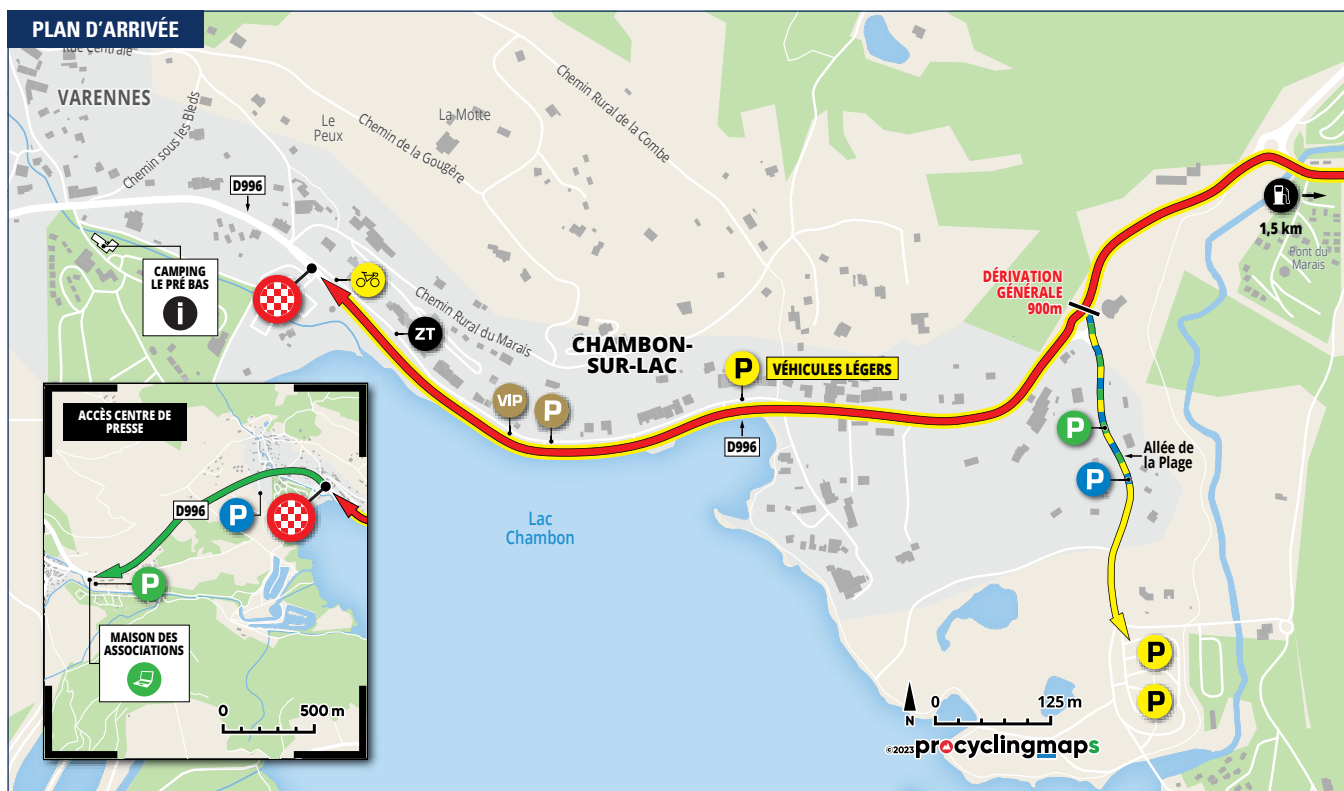 PLAN D'ARRIVÉE
Rue Centrale
VARENNES
Chemin sous les Bleds
Le
Peux
Chemin de la Gougère
La Motte
Chemin Rural de la Combe
D996
CAMPING
LE PRÉ BAS
i
ZT
Chemin Rural du Marais
CHAMBON-
SUR-LAC
P
VÉHICULES LÉGERS
VIP
P
D996
DÉRIVATION
GÉNÉRALE
900m
1,5 km
Pont du
Marais
P
Allée de
la Plage
P
Lac
Chambon
P
P
ACCÈS CENTRE DE
PRESSE
D996
P
P
MAISON DES
ASSOCIATIONS
0 500 m
N
0 125 m
©2023 procyclingmaps